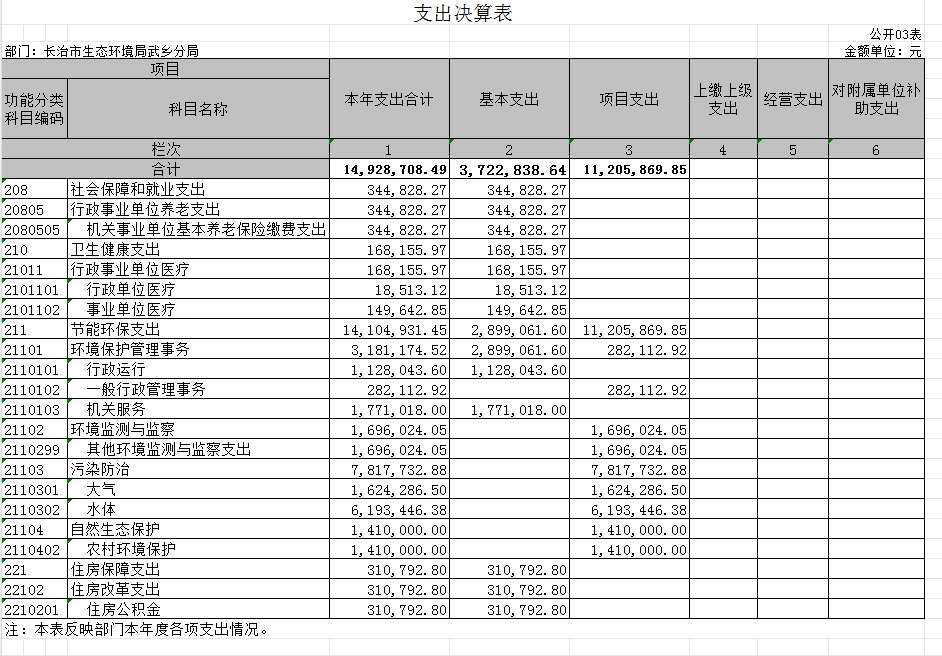 支出决算表
公开03表
部门：长治市生态环境局武乡分局 金额单位：元
项目 本年支出合计 基本支出 项目支出 上缴上级支出 经营支出 对附属单位补助支出
功能分类科目编码 科目名称
栏次 1 2 3 4 5 6
合计 14,928,708.49 3,722,838.64 11,205,869.85
208 社会保障和就业支出 344,828.27 344,828.27
20805 行政事业单位养老支出 344,828.27 344,828.27
2080505 机关事业单位基本养老保险缴费支出 344,828.27 344,828.27
210 卫生健康支出 168,155.97 168,155.97
21011 行政事业单位医疗 168,155.97 168,155.97
2101101 行政单位医疗 18,513.12 18,513.12
2101102 事业单位医疗 149,642.85 149,642.85
211 节能环保支出 14,104,931.45 2,899,061.60 11,205,869.85
21101 环境保护管理事务 3,181,174.52 2,899,061.60 282,112.92
2110101 行政运行 1,128,043.60 1,128,043.60
2110102 一般行政管理事务 282,112.92 282,112.92
2110103 机关服务 1,771,018.00 1,771,018.00
21102 环境监测与监察 1,696,024.05 1,696,024.05
2110299 其他环境监测与监察支出 1,696,024.05 1,696,024.05
21103 污染防治 7,817,732.88 7,817,732.88
2110301 大气 1,624,286.50 1,624,286.50
2110302 水体 6,193,446.38 6,193,446.38
21104 自然生态保护 1,410,000.00 1,410,000.00
2110402 农村环境保护 1,410,000.00 1,410,000.00
221 住房保障支出 310,792.80 310,792.80
22102 住房改革支出 310,792.80 310,792.80
2210201 住房公积金 310,792.80 310,792.80
注：本表反映部门本年度各项支出情况。